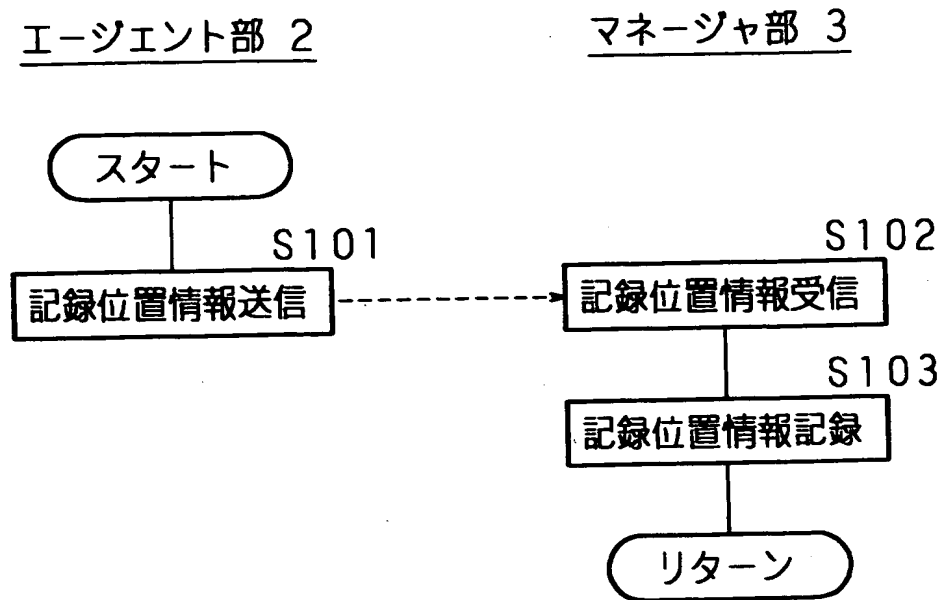 エージェント部 2
マネージャ部 3
スタート
S101
記録位置情報送信
S102
記録位置情報受信
S103
記録位置情報記録
リターン